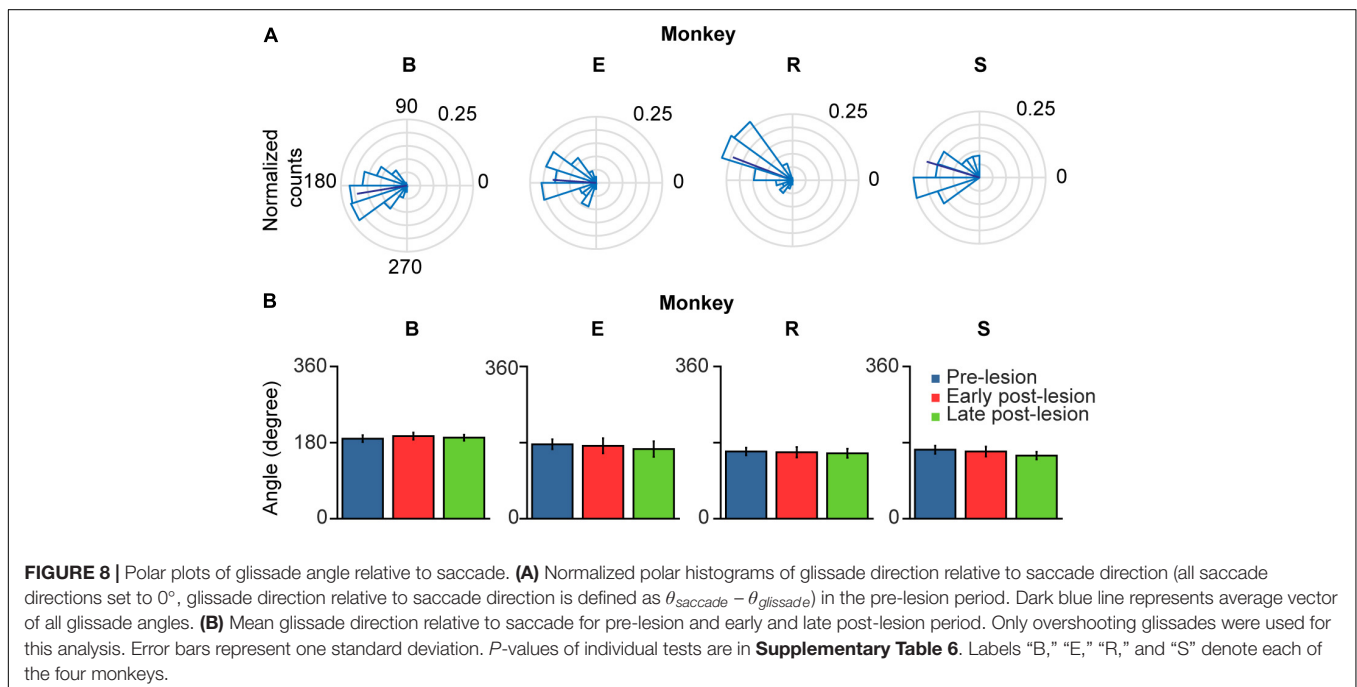 A
Monkey
B E R S
90 0.25 0.25 0.25 0.25
Normalized counts
180 0 0 0 0
270
B
Monkey
B E R S
360 360 360 360
Pre-lesion
Early post-lesion
Late post-lesion
Angle (degree)
180
0 0 0 0
FIGURE 8 | Polar plots of glissade angle relative to saccade. (A) Normalized polar histograms of glissade direction relative to saccade direction (all saccade
directions set to 0°, glissade direction relative to saccade direction is defined as θsaccade − θglissade) in the pre-lesion period. Dark blue line represents average vector
of all glissade angles. (B) Mean glissade direction relative to saccade for pre-lesion and early and late post-lesion period. Only overshooting glissades were used for
this analysis. Error bars represent one standard deviation. P-values of individual tests are in Supplementary Table 6. Labels “B,” “E,” “R,” and “S” denote each of
the four monkeys.